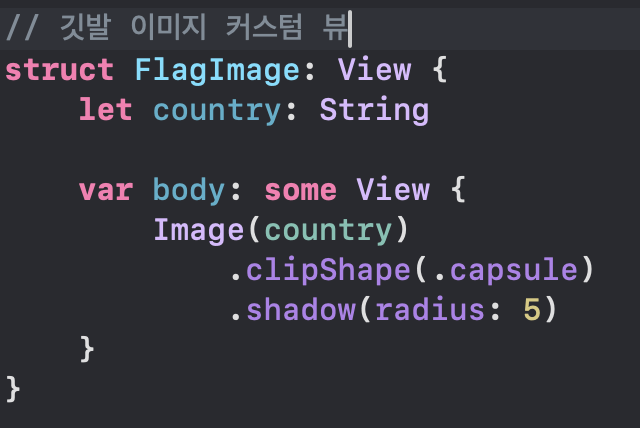 // 깃발 이미지 커스텀 뷰
struct FlagImage: View {
    let country: String
    var body: some View {
        Image(country)
            .clipShape(.capsule)
            .shadow(radius: 5)
    }
}